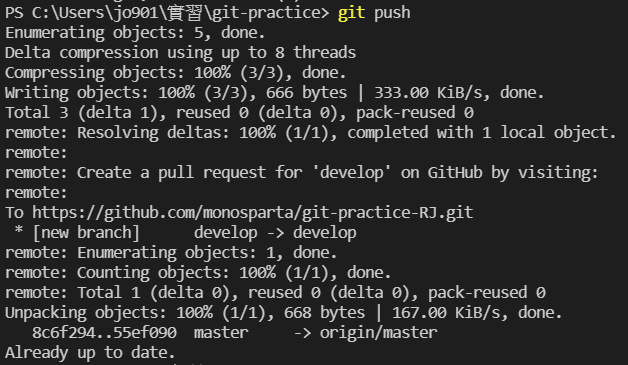 PS C:\Users\jo901\實習\git-practice> git push
Enumerating objects: 5, done.
Delta compression using up to 8 threads
Compressing objects: 100% (3/3), done.
Writing objects: 100% (3/3), 666 bytes | 333.00 KiB/s, done.
Total 3 (delta 1), reused 0 (delta 0), pack-reused 0
remote: Resolving deltas: 100% (1/1), completed with 1 local object.
remote:
remote: Create a pull request for 'develop' on GitHub by visiting:
remote:
To https://github.com/monosparta/git-practice-RJ.git
 * [new branch]      develop -> develop
remote: Enumerating objects: 1, done.
remote: Counting objects: 100% (1/1), done.
remote: Total 1 (delta 0), reused 0 (delta 0), pack-reused 0
Unpacking objects: 100% (1/1), 668 bytes | 167.00 KiB/s, done.
   8c6f294..55ef090  master     -> origin/master
Already up to date.